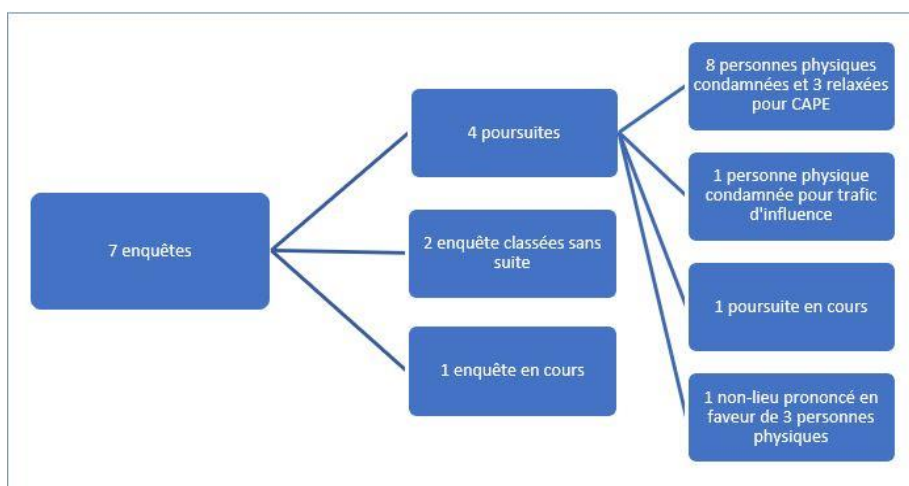 7 enquêtes
4 poursuites
2 enquête classées sans
suite
1 enquête en cours
8 personnes physiques
condamnées et 3 relaxées
pour CAPE
1 personne physique
condamnée pour trafic
d'influence
1 poursuite en cours
1 non-lieu prononcé en
faveur de 3 personnes
physiques